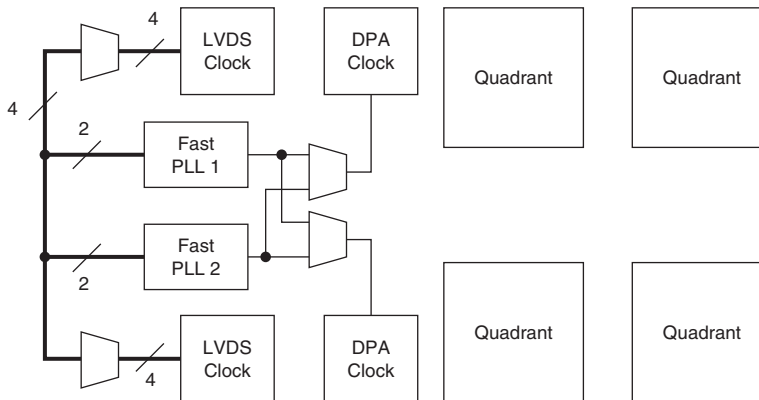 4
LVDS
Clock
DPA
Clock
Quadrant
Quadrant
4
2
Fast
PLL 1
Fast
PLL 2
2
LVDS
Clock
DPA
Clock
Quadrant
Quadrant
4